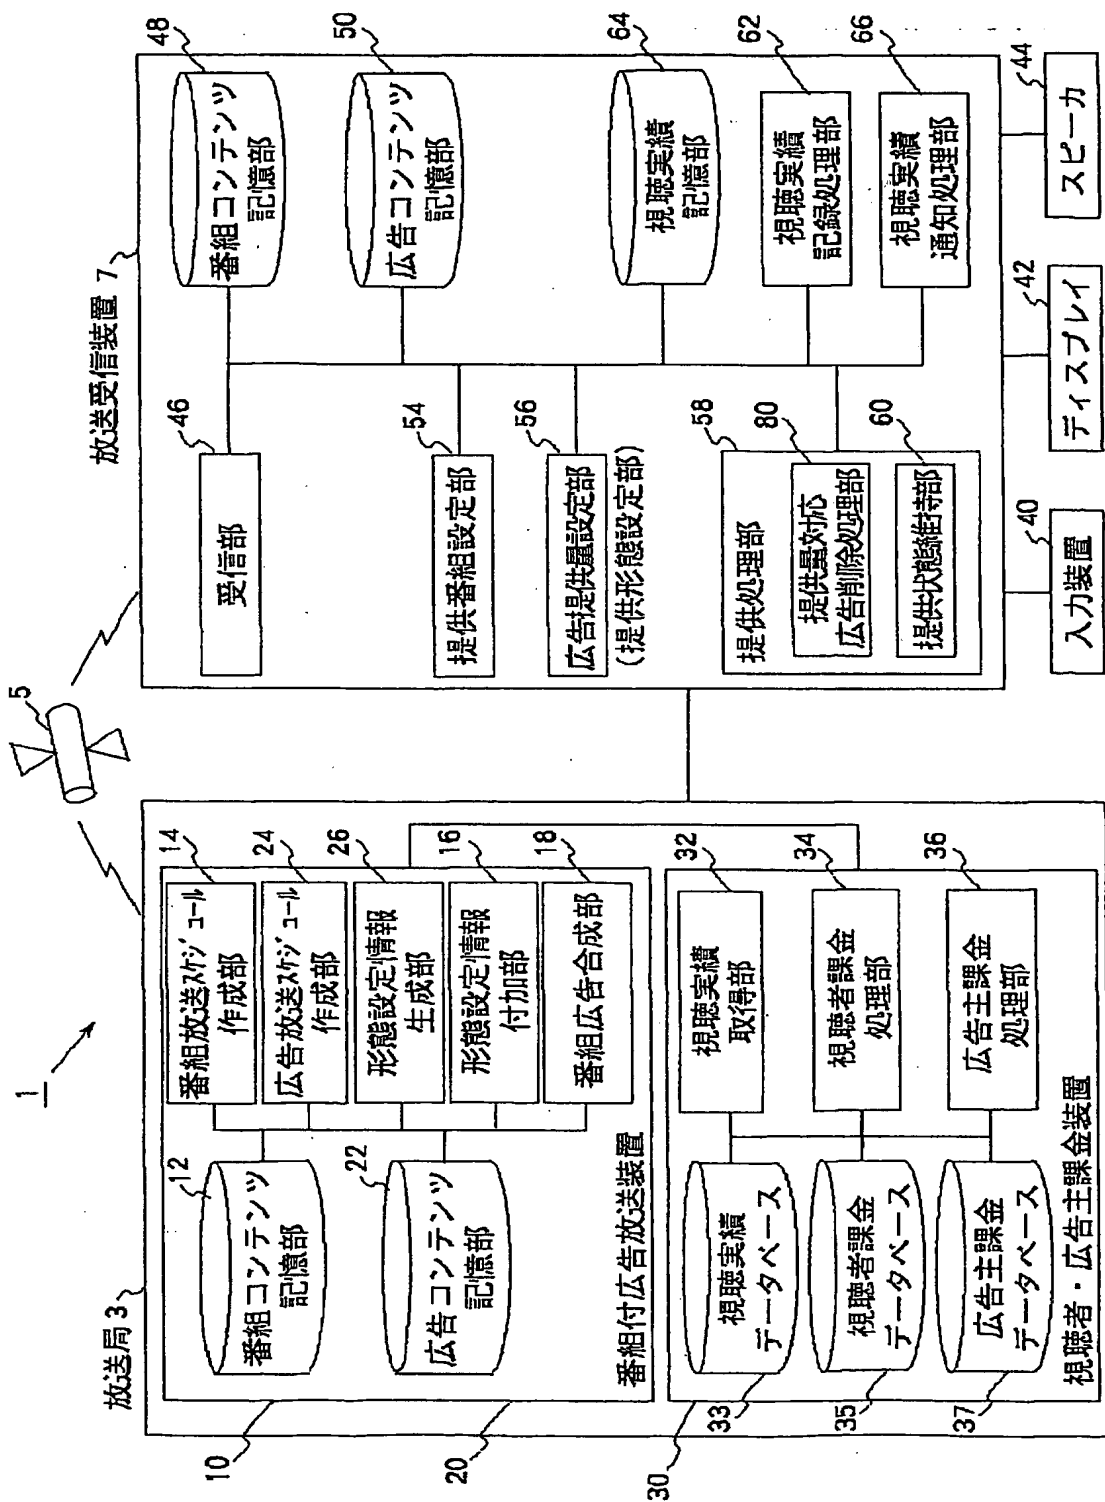 1
放送局 3
5
放送受信装置 7
10
12
番組コンテンツ
記憶部
20
22
広告コンテンツ
記憶部
番組放送スケジュール
作成部
14
広告放送スケジュール
作成部
24
形態設定情報
生成部
26
形態設定情報
付加部
16
番組広告合成部
18
番組付広告放送装置
30
視聴実績
データベース
33
視聴者課金
データベース
35
広告主課金
データベース
37
視聴実績
取得部
32
視聴者課金
処理部
34
広告主課金
処理部
36
視聴者・広告主課金装置
受信部
46
提供番組設定部
54
広告提供量設定部
(提供形態設定部)
56
提供処理部
58
提供量対応
広告削除処理部
80
提供状態維持部
60
番組コンテンツ
記憶部
48
広告コンテンツ
記憶部
50
視聴実績
記憶部
64
視聴実績
記録処理部
62
視聴実績
通知処理部
66
入力装置
40
ディスプレイ
42
スピーカ
44